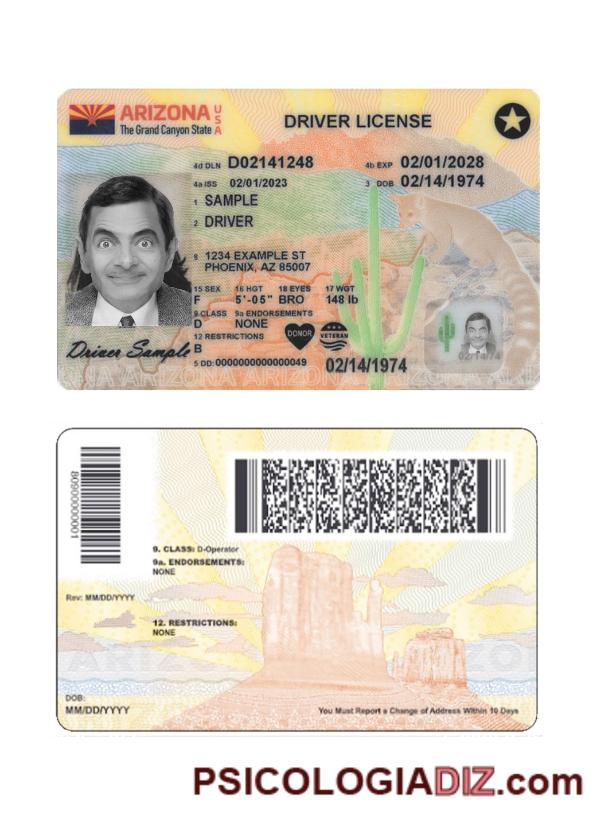 ARIZONA USA
The Grand Canyon State
DRIVER LICENSE
4d DLN D02141248 4b EXP 02/01/2028
4a ISS 02/01/2023 3 DOB 02/14/1974
1 SAMPLE
2 DRIVER
8 1234 EXAMPLE ST
PHOENIX, AZ 85007
15 SEX 16 HGT 18 EYES 17 WGT
F 5'-05" BRO 148 lb
9 CLASS 9a ENDORSEMENTS
D NONE
12 RESTRICTIONS
B
DONOR
VETERAN
Driver Sample
5 DD: 0000000000000049
02/14/1974
02/14/74
ARIZONA ARIZONA
8090000000001
9. CLASS: D-Operator
9a. ENDORSEMENTS:
NONE
Rev: MM/DD/YYYY
12. RESTRICTIONS:
NONE
DOB:
MM/DD/YYYY
You Must Report a Change of Address Within 10 Days
PSICOLOGIADIZ.com